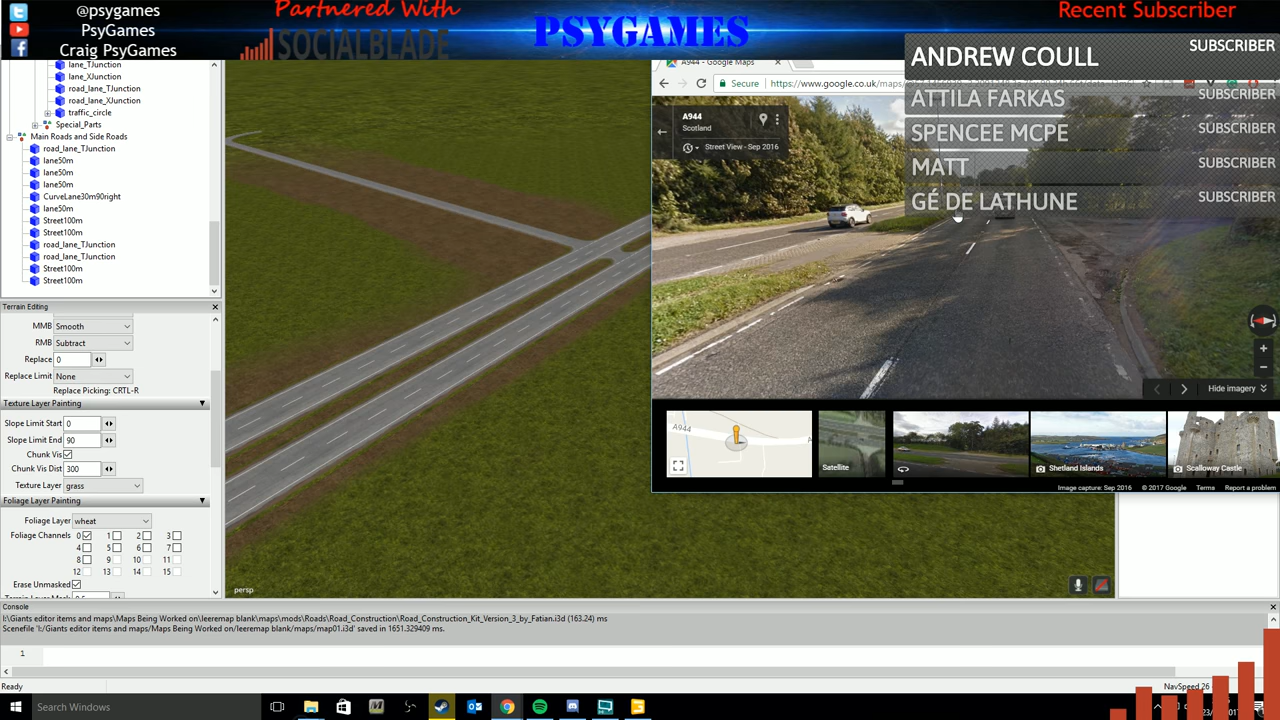 @psygames
PsyGames
Craig PsyGames
Partnered With
SOCIALBLADE
PSYGAMES
Recent Subscriber
ANDREW COULL SUBSCRIBER
ATTILA FARKAS SUBSCRIBER
SPENCEE MCPE SUBSCRIBER
MATT SUBSCRIBER
GÉ DE LATHUNE SUBSCRIBER
lane_TJunction
lane_XJunction
road_lane_TJunction
road_lane_XJunction
traffic_circle
Special_Parts
Main Roads and Side Roads
road_lane_TJunction
lane50m
lane50m
lane50m
CurveLane30m90right
lane50m
Street100m
Street100m
road_lane_TJunction
road_lane_TJunction
Street100m
Street100m
Terrain Editing
MMB Smooth
RMB Subtract
Replace 0
Replace Limit None
Replace Picking: CRTL-R
Texture Layer Painting
Slope Limit Start 0
Slope Limit End 90
Chunk Vis
Chunk Vis Dist 300
Texture Layer grass
Foliage Layer Painting
Foliage Layer wheat
Foliage Channels 0 1 2 3
4 5 6 7
8 9 10 11
12 13 14 15
Erase Unmasked
persp
A944 - Google Maps
Secure https://www.google.co.uk/maps/
A944
Scotland
Street View - Sep 2016
Hide imagery
A944
Satellite
Shetland Islands
Scalloway Castle
Image capture: Sep 2016 © 2017 Google Terms Report a problem
Console
I:\Giants editor items and maps\Maps Being Worked on\leeremap blank\maps\mods\Roads\Road_Construction\Road_Construction_Kit_Version_3_by_Fatian.i3d (163.24) ms
Scenefile 'I:/Giants editor items and maps/Maps Being Worked on/leeremap blank/maps/map01.i3d' saved in 1651.329409 ms.
1
Ready
NavSpeed 26
Search Windows